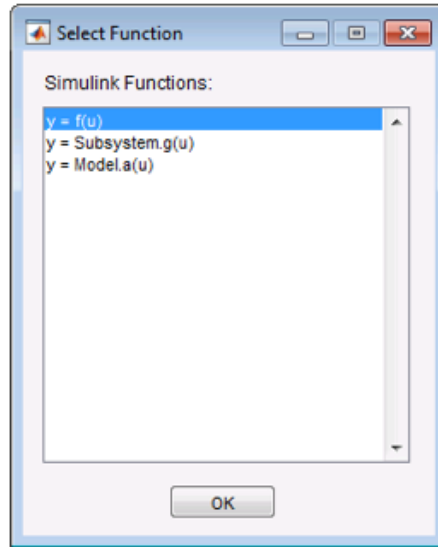 Select Function
Simulink Functions:
y = f(u)
y = Subsystem.g(u)
y = Model.a(u)
OK